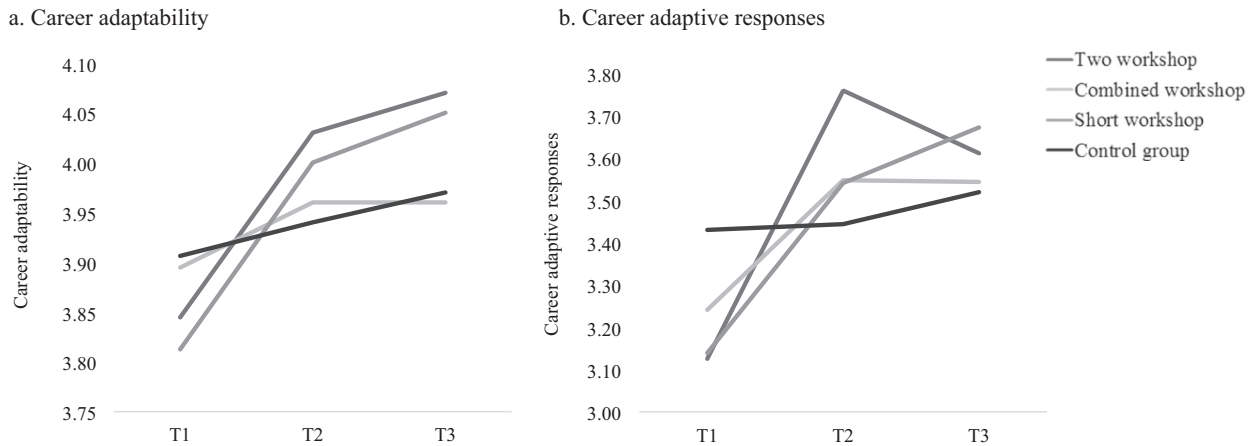 a. Career adaptability
4.10
4.05
4.00
3.95
3.90
3.85
3.80
3.75
Career adaptability
T1 T2 T3
b. Career adaptive responses
3.80
3.70
3.60
3.50
3.40
3.30
3.20
3.10
3.00
Career adaptive responses
T1 T2 T3
Two workshop
Combined workshop
Short workshop
Control group